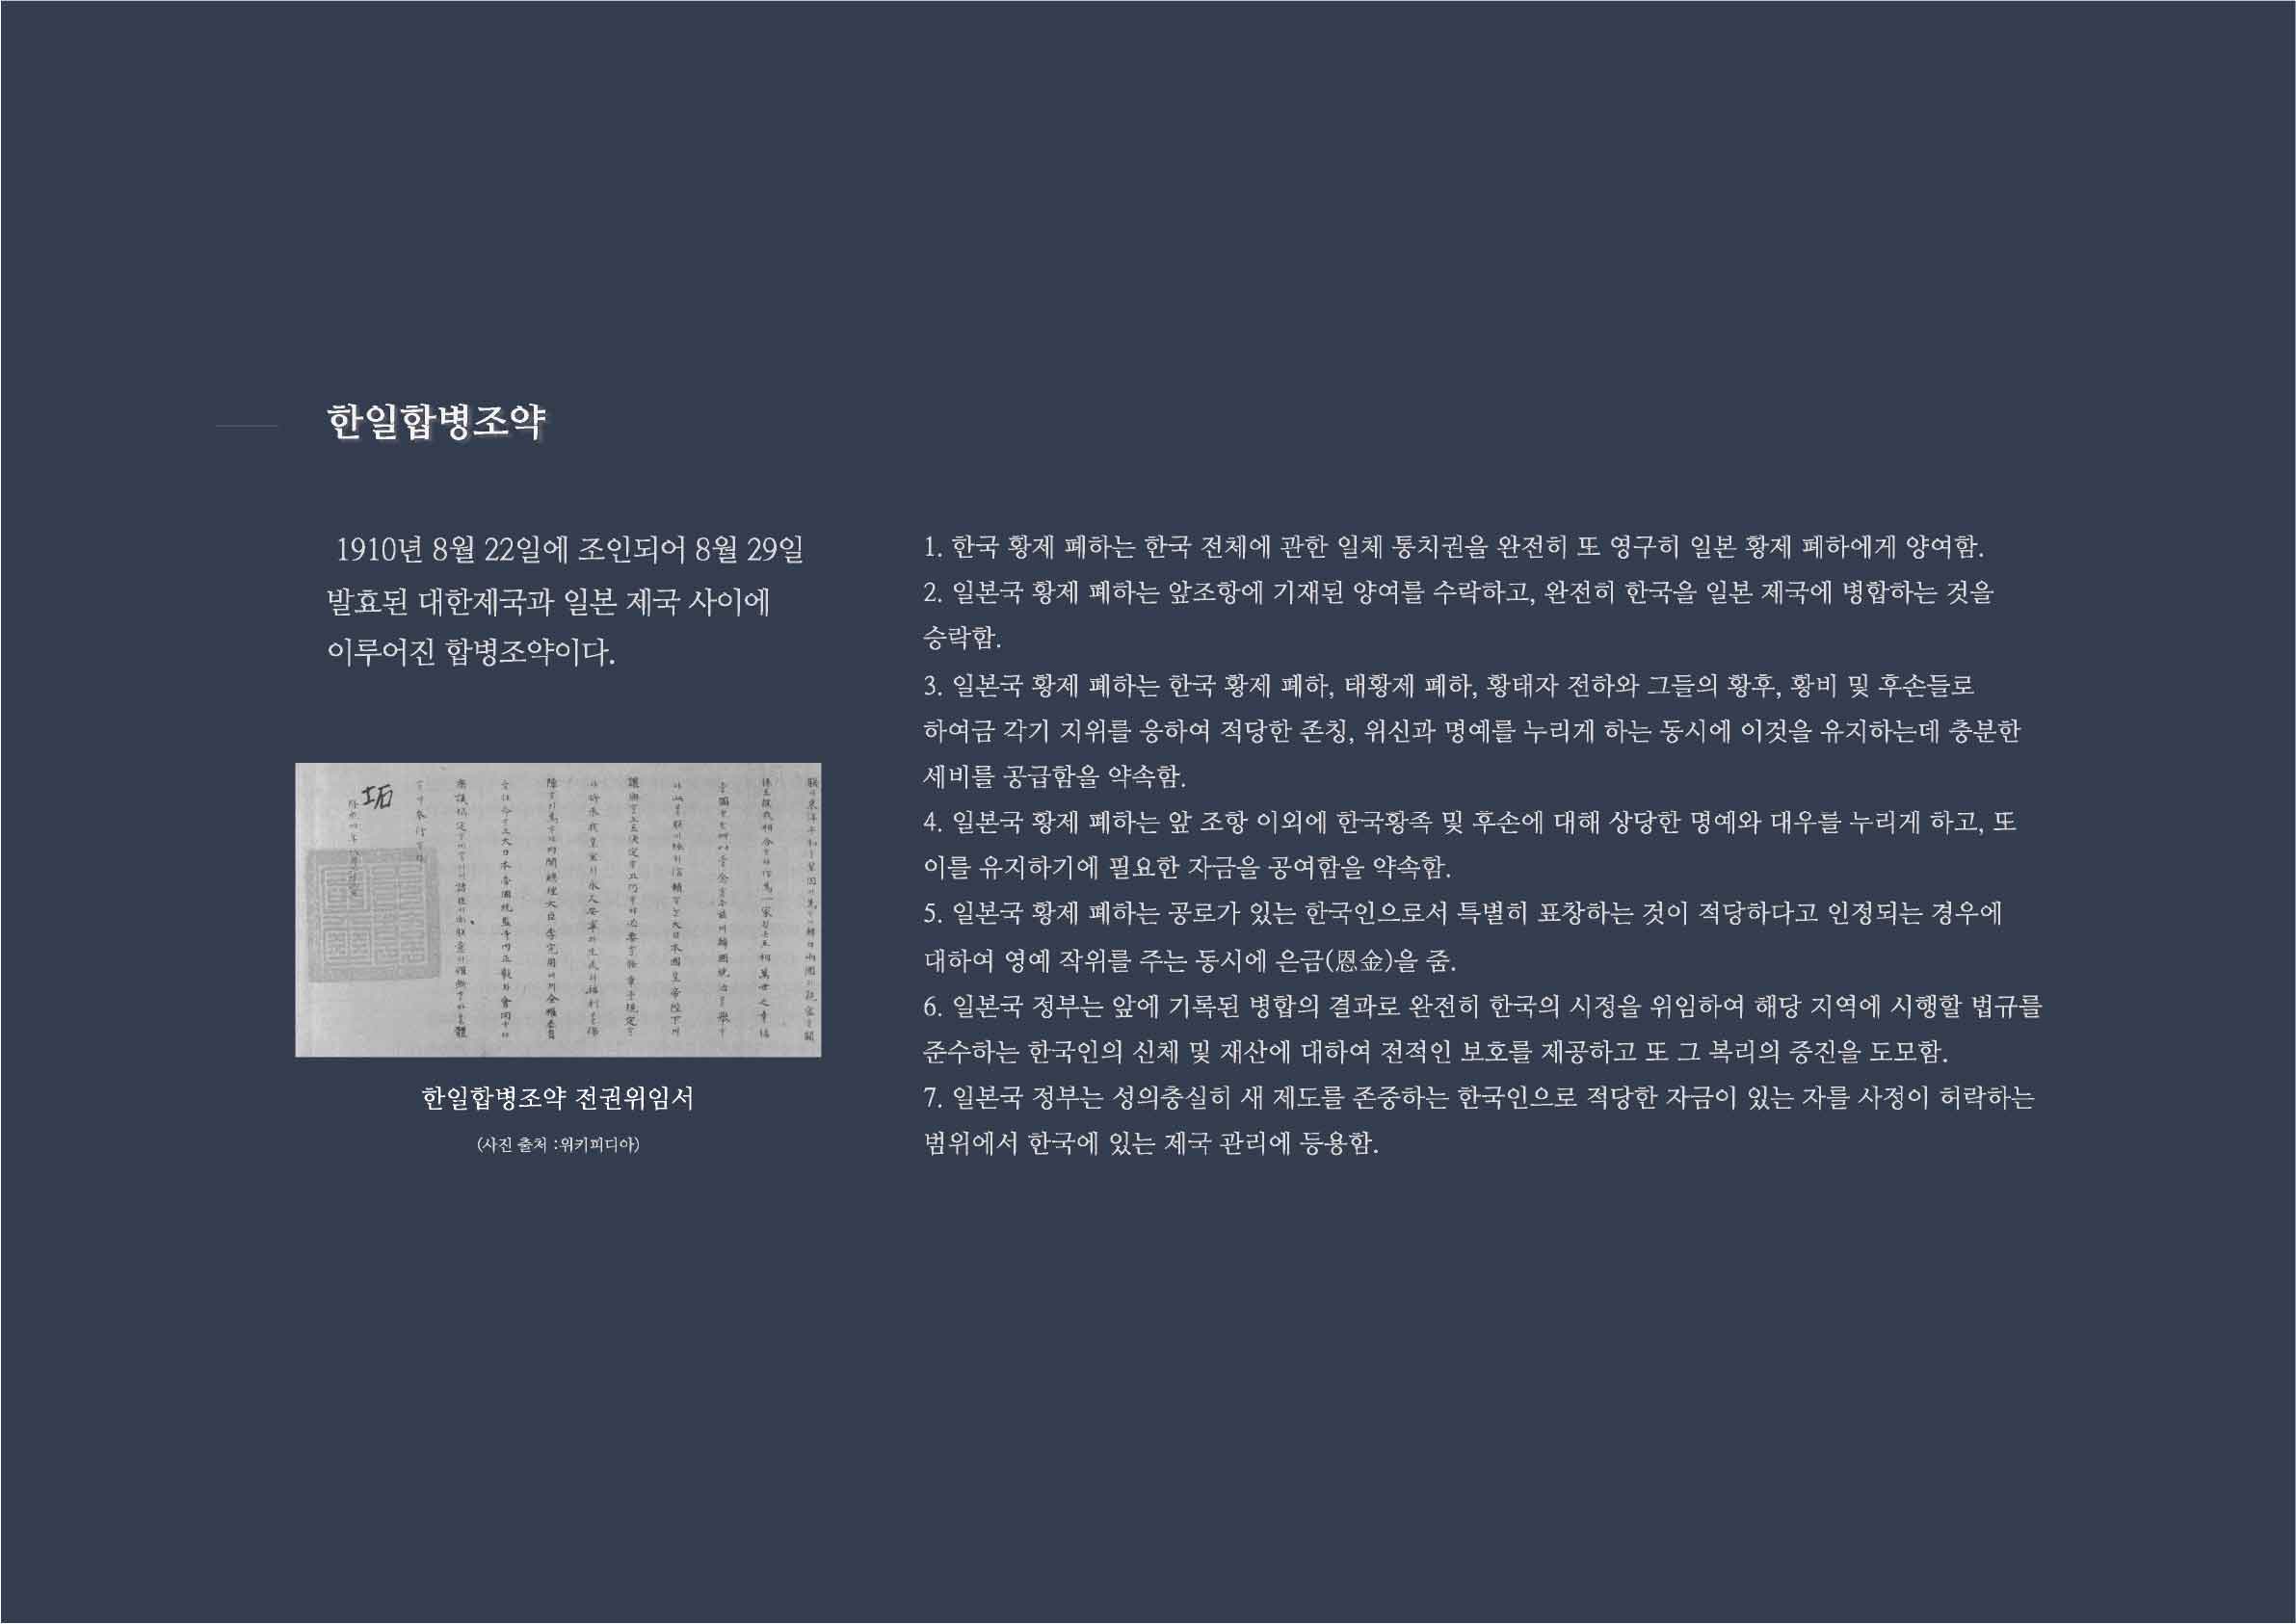 한일합병조약
1910년 8월 22일에 조인되어 8월 29일
발효된 대한제국과 일본 제국 사이에
이루어진 합병조약이다.
한일합병조약 전권위임서
(사진 출처 :위키피디아)
1. 한국 황제 폐하는 한국 전체에 관한 일체 통치권을 완전히 또 영구히 일본 황제 폐하에게 양여함.
2. 일본국 황제 폐하는 앞조항에 기재된 양여를 수락하고, 완전히 한국을 일본 제국에 병합하는 것을
승락함.
3. 일본국 황제 폐하는 한국 황제 폐하, 태황제 폐하, 황태자 전하와 그들의 황후, 황비 및 후손들로
하여금 각기 지위를 응하여 적당한 존칭, 위신과 명예를 누리게 하는 동시에 이것을 유지하는데 충분한
세비를 공급함을 약속함.
4. 일본국 황제 폐하는 앞 조항 이외에 한국황족 및 후손에 대해 상당한 명예와 대우를 누리게 하고, 또
이를 유지하기에 필요한 자금을 공여함을 약속함.
5. 일본국 황제 폐하는 공로가 있는 한국인으로서 특별히 표창하는 것이 적당하다고 인정되는 경우에
대하여 영예 작위를 주는 동시에 은금(恩金)을 줌.
6. 일본국 정부는 앞에 기록된 병합의 결과로 완전히 한국의 시정을 위임하여 해당 지역에 시행할 법규를
준수하는 한국인의 신체 및 재산에 대하여 전적인 보호를 제공하고 또 그 복리의 증진을 도모함.
7. 일본국 정부는 성의충실히 새 제도를 존중하는 한국인으로 적당한 자금이 있는 자를 사정이 허락하는
범위에서 한국에 있는 제국 관리에 등용함.